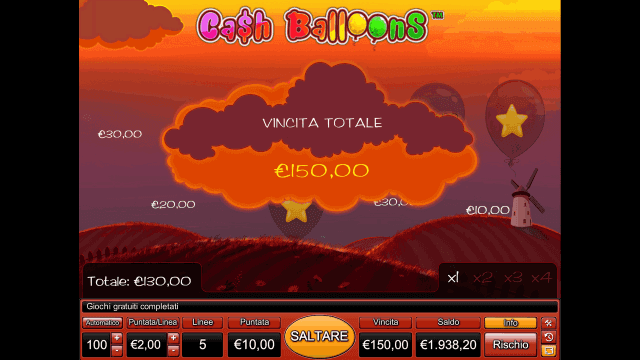 Ca$h Balloons™
VINCITA TOTALE
€30,00
€150,00
€20,00
€30,00
€10,00
Totale: €130,00
x1 x2 x3 x4
Giochi gratuiti completati
Automatico Puntata/Linea Linee Puntata SALTARE Vincita Saldo Info
100 + - €2,00 + - 5 €10,00 €150,00 €1.938,20 Rischio